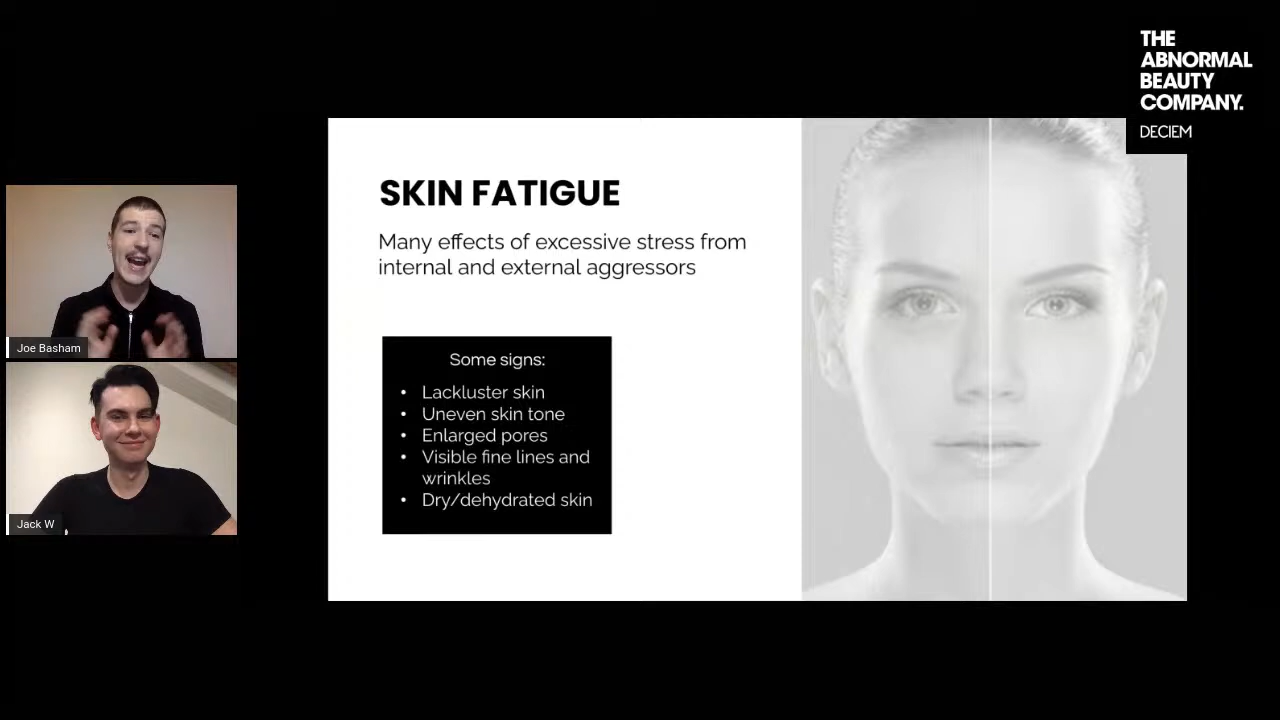 THE
ABNORMAL
BEAUTY
COMPANY.
DECIEM
SKIN FATIGUE
Many effects of excessive stress from
internal and external aggressors
Some signs:
• Lackluster skin
• Uneven skin tone
• Enlarged pores
• Visible fine lines and
wrinkles
• Dry/dehydrated skin
Joe Basham
Jack W